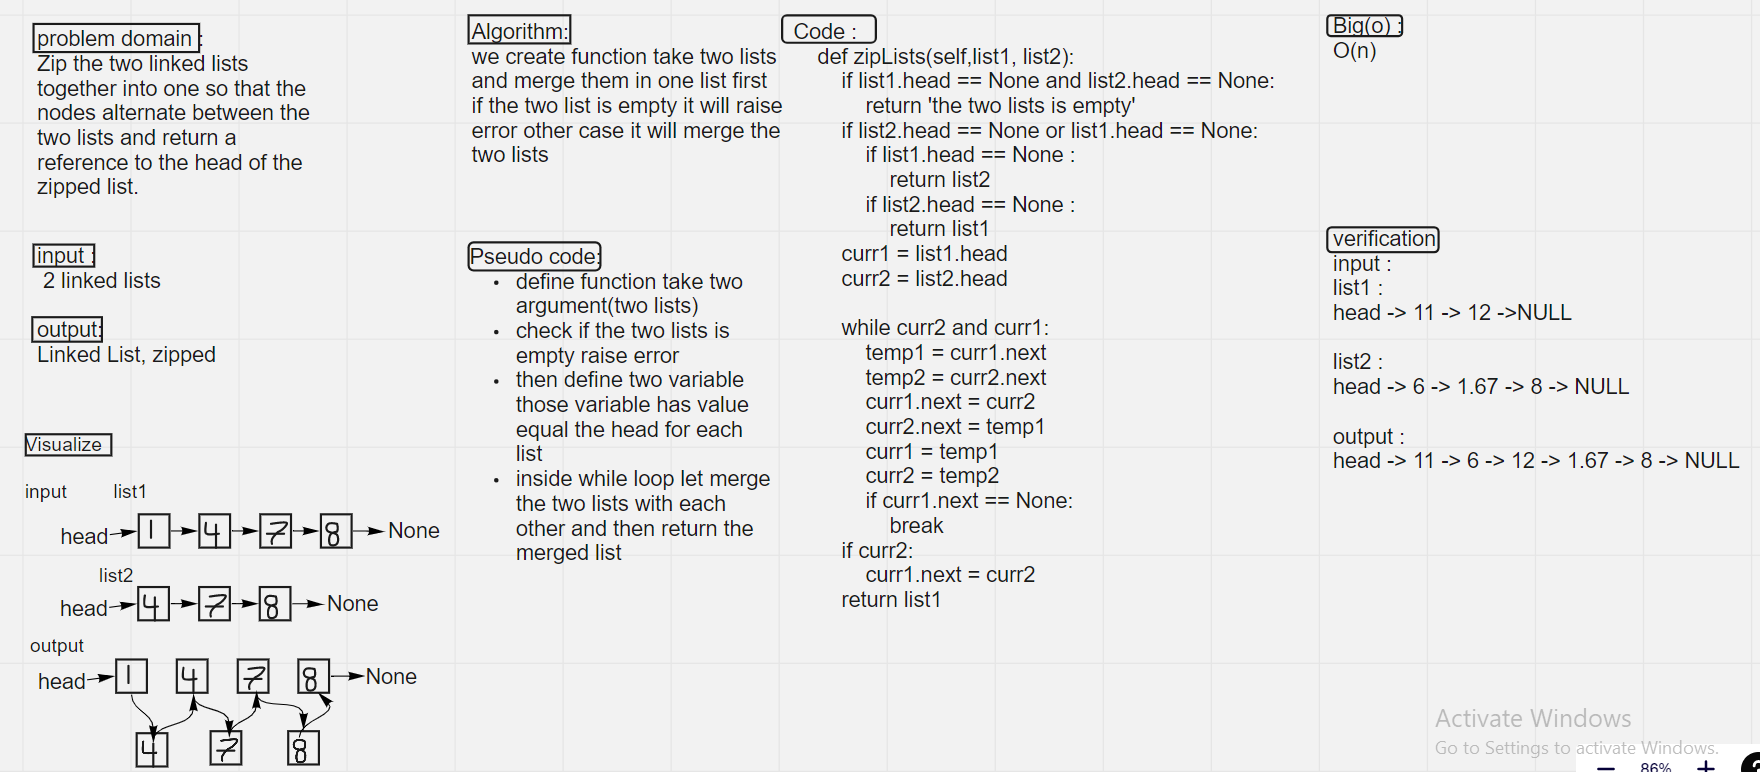 problem domain :
Zip the two linked lists
together into one so that the
nodes alternate between the
two lists and return a
reference to the head of the
zipped list.
input :
2 linked lists
output:
Linked List, zipped
Visualize
input list1
head 1 4 7 8 None
list2
head 4 7 8 None
output
head 1 4 7 8 None
4 7 8
Algorithm:
we create function take two lists
and merge them in one list first
if the two list is empty it will raise
error other case it will merge the
two lists
Pseudo code:
• define function take two
argument(two lists)
• check if the two lists is
empty raise error
• then define two variable
those variable has value
equal the head for each
list
• inside while loop let merge
the two lists with each
other and then return the
merged list
Code :
def zipLists(self,list1, list2):
if list1.head == None and list2.head == None:
return 'the two lists is empty'
if list2.head == None or list1.head == None:
if list1.head == None :
return list2
if list2.head == None :
return list1
curr1 = list1.head
curr2 = list2.head
while curr2 and curr1:
temp1 = curr1.next
temp2 = curr2.next
curr1.next = curr2
curr2.next = temp1
curr1 = temp1
curr2 = temp2
if curr1.next == None:
break
if curr2:
curr1.next = curr2
return list1
Big(o) :
O(n)
verification
input :
list1 :
head -> 11 -> 12 ->NULL
list2 :
head -> 6 -> 1.67 -> 8 -> NULL
output :
head -> 11 -> 6 -> 12 -> 1.67 -> 8 -> NULL
Activate Windows
Go to Settings to activate Windows.
− 86% +